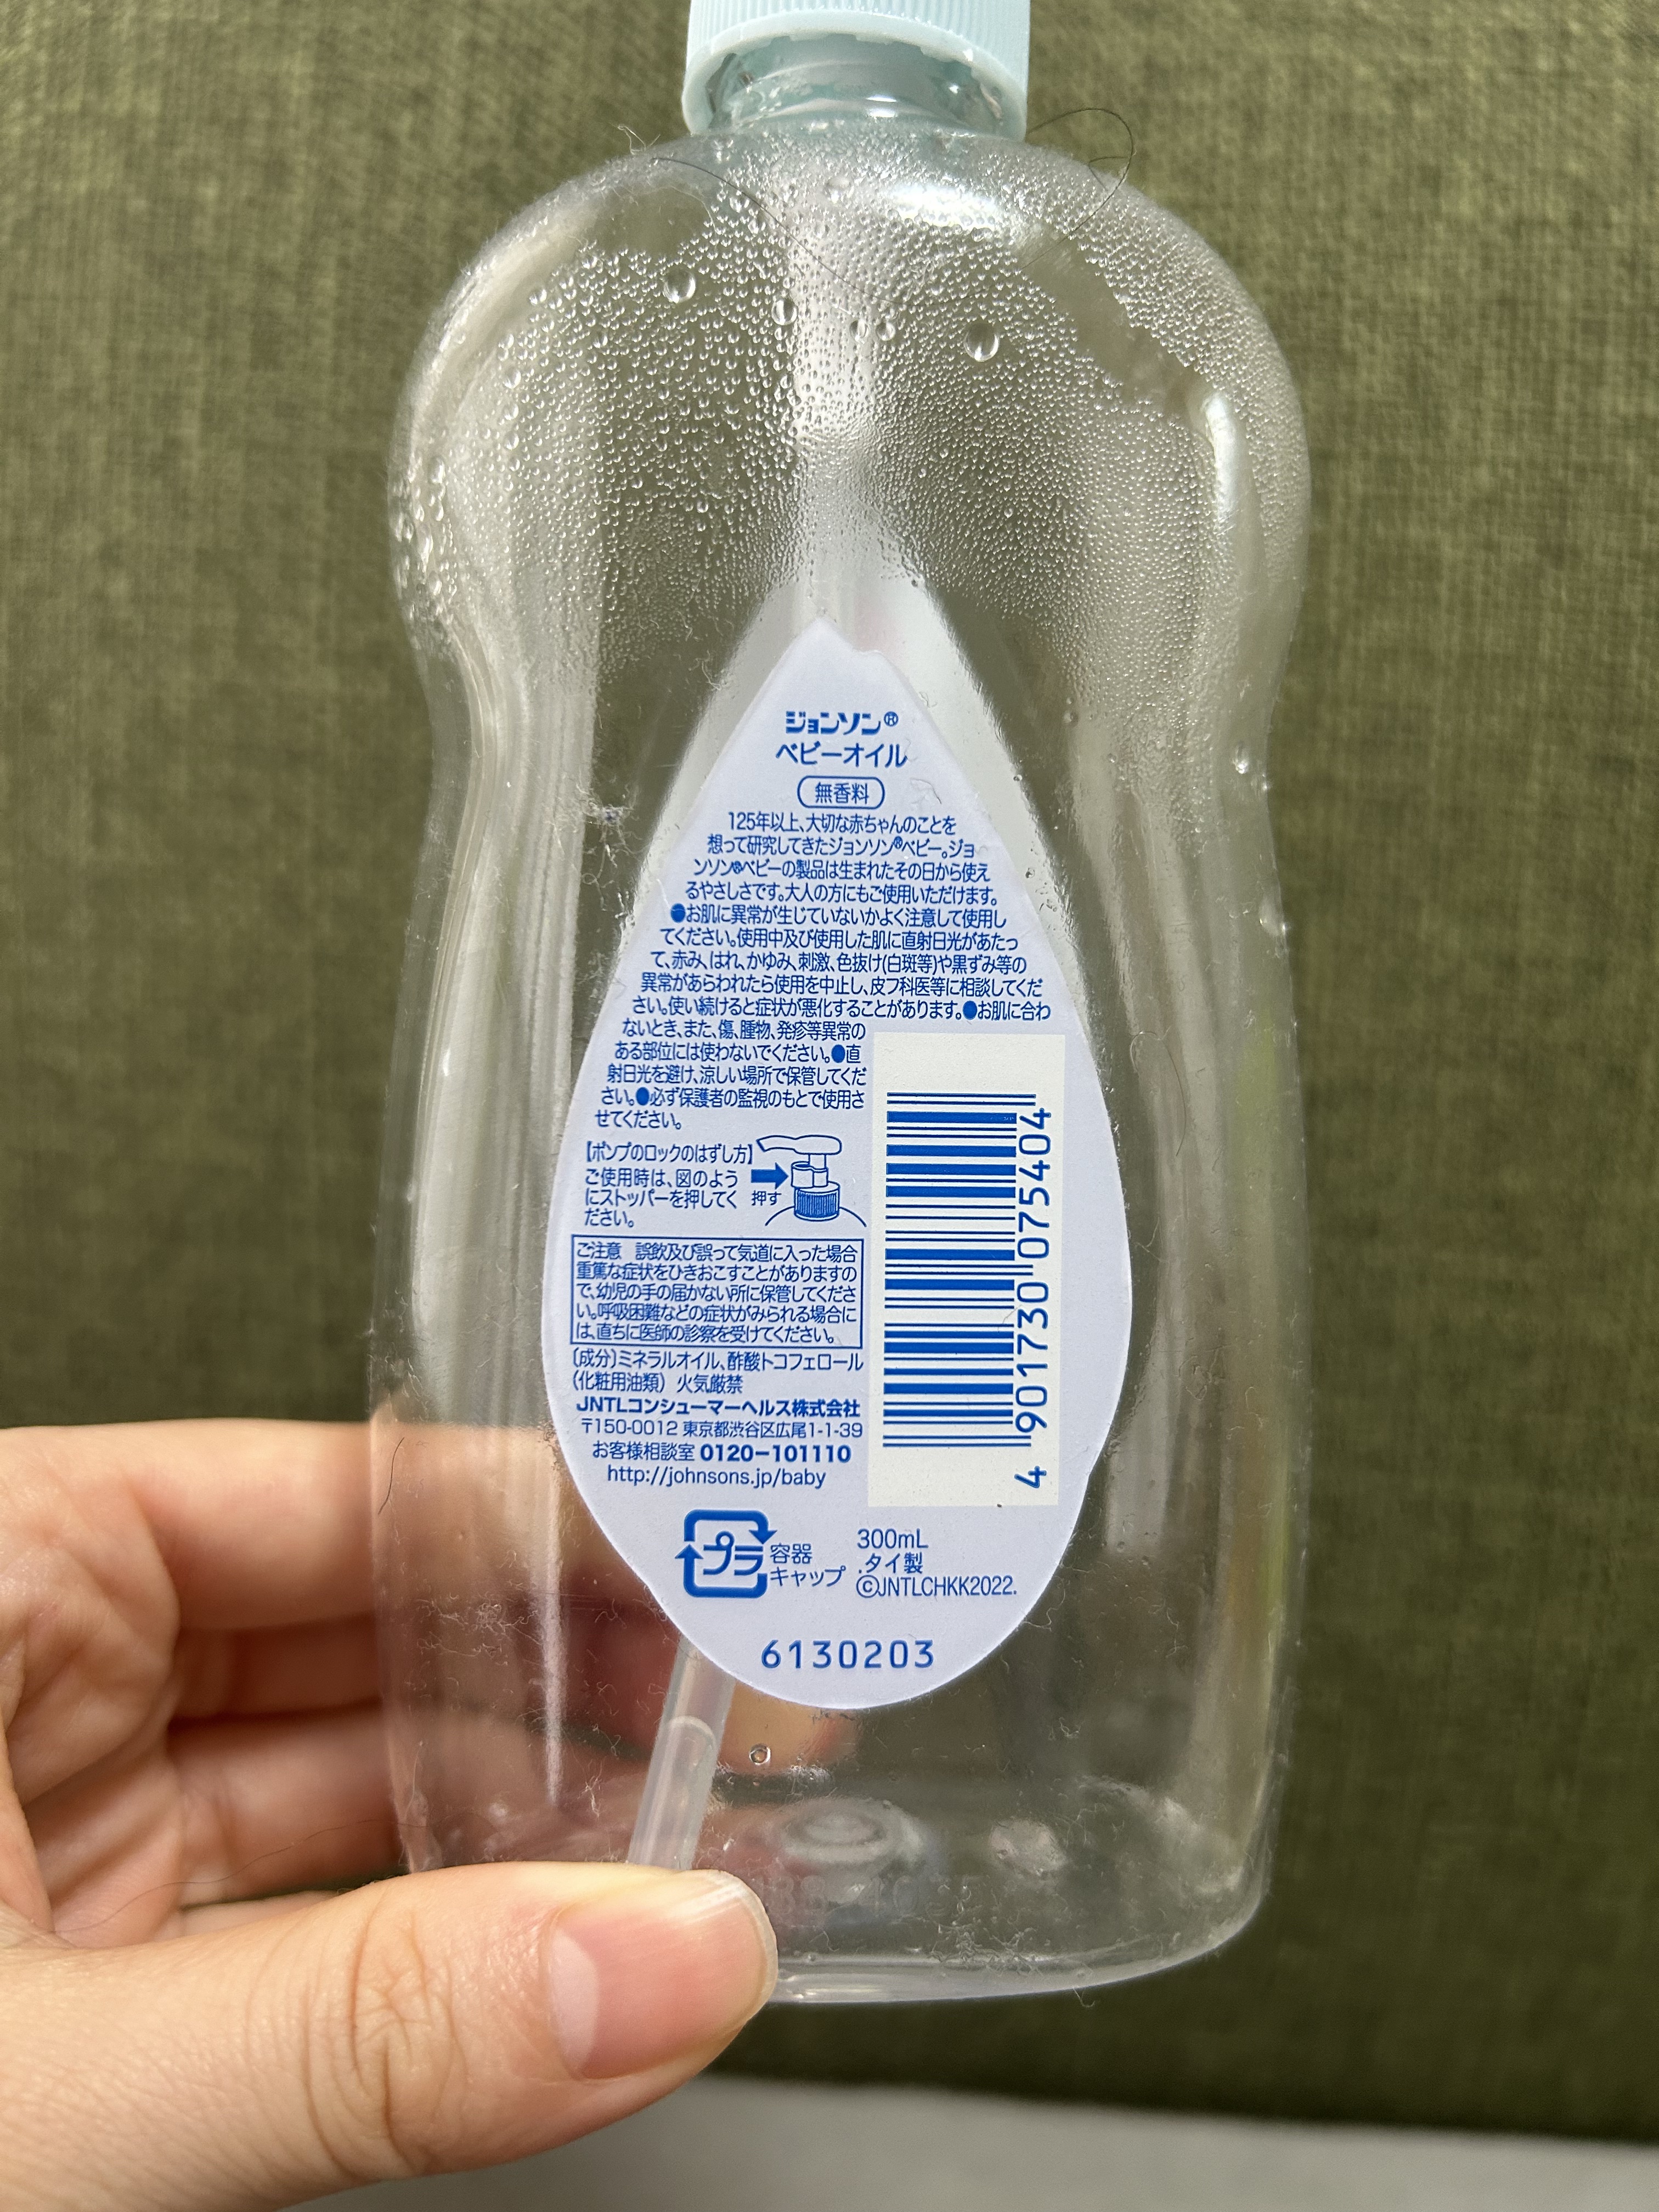 ジョンソン®
ベビーオイル
無香料
125年以上、大切な赤ちゃんのことを
想って研究してきたジョンソン®ベビー。ジョ
ンソン®ベビーの製品は生まれたその日から使え
るやさしさです。大人の方にもご使用いただけます。
●お肌に異常が生じていないかよく注意して使用し
てください。使用中及び使用した肌に直射日光があたっ
て、赤み、はれ、かゆみ、刺激、色抜け(白斑等)や黒ずみ等の
異常があらわれたら使用を中止し、皮フ科医等に相談してくだ
さい。使い続けると症状が悪化することがあります。●お肌に合わ
ないとき、また、傷、腫物、発疹等異常の
ある部位には使わないでください。●直
射日光を避け、涼しい場所で保管してくだ
さい。●必ず保護者の監視のもとで使用さ
せてください。
【ポンプのロックのはずし方】
ご使用時は、図のよう
にストッパーを押してく
ださい。
押す
ご注意 誤飲及び誤って気道に入った場合
重篤な症状をひきおこすことがありますの
で、幼児の手の届かない所に保管してくださ
い。呼吸困難などの症状がみられる場合に
は、直ちに医師の診察を受けてください。
〔成分〕ミネラルオイル、酢酸トコフェロール
(化粧用油類) 火気厳禁
JNTLコンシューマーヘルス株式会社
〒150-0012 東京都渋谷区広尾1-1-39
お客様相談室 0120-101110
http://johnsons.jp/baby
4 901730 075404
プラ
容器
キャップ
300mL
タイ製
©JNTLCHKK2022.
6130203